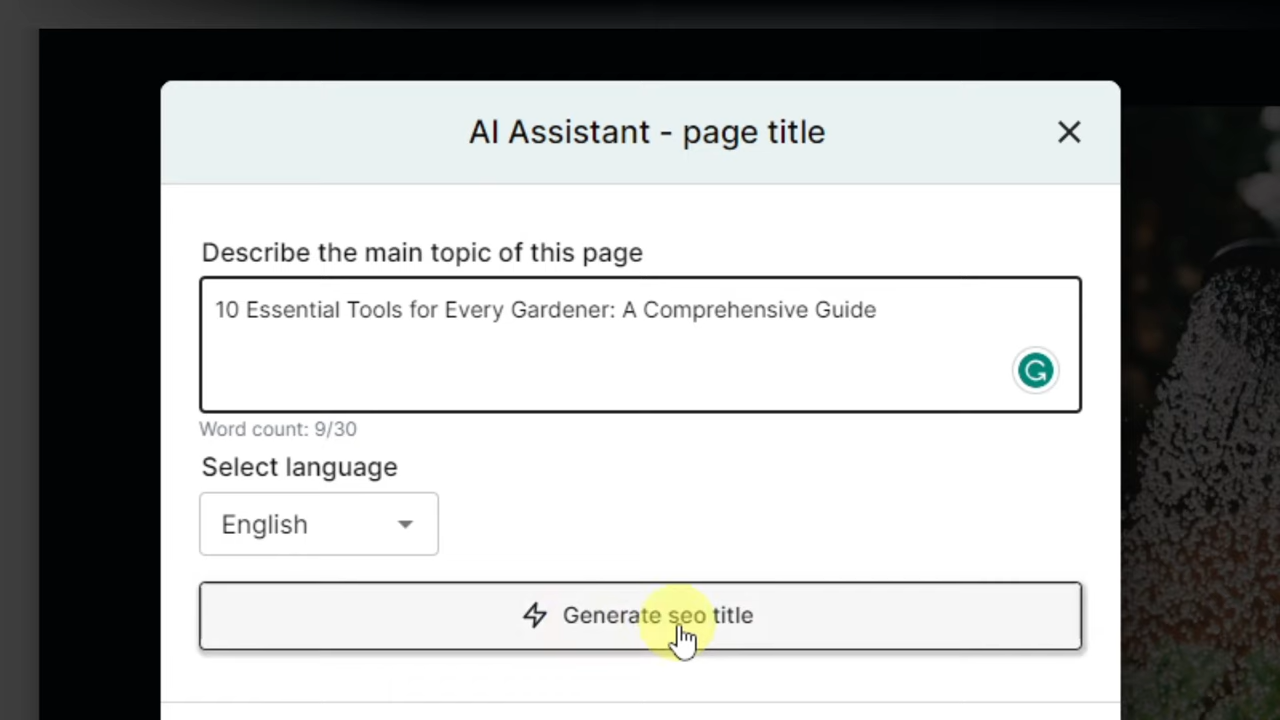 AI Assistant - page title
Describe the main topic of this page
10 Essential Tools for Every Gardener: A Comprehensive Guide
Word count: 9/30
Select language
English
Generate seo title